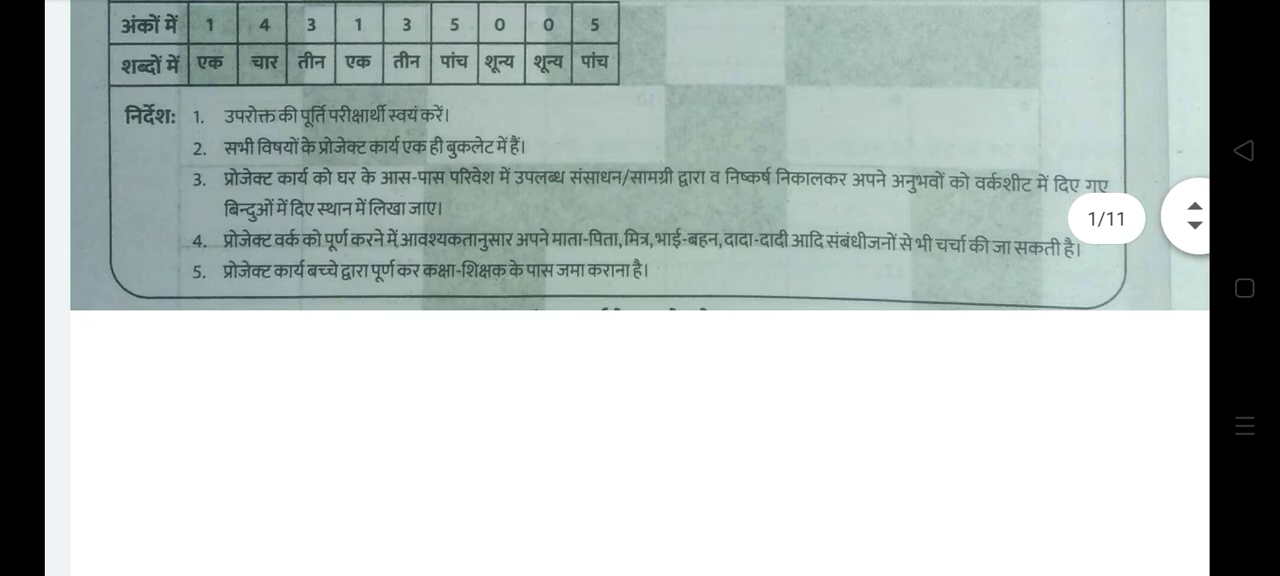 अंकों में 1 4 3 1 3 5 0 0 5
शब्दों में एक चार तीन एक तीन पांच शून्य शून्य पांच
निर्देश: 1. उपरोक्त की पूर्ति परीक्षार्थी स्वयं करें।
2. सभी विषयों के प्रोजेक्ट कार्य एक ही बुकलेट में हैं।
3. प्रोजेक्ट कार्य को घर के आस-पास परिवेश में उपलब्ध संसाधन/सामग्री द्वारा व निष्कर्ष निकालकर अपने अनुभवों को वर्कशीट में दिए गए
बिन्दुओं में दिए स्थान में लिखा जाए।
1/11
4. प्रोजेक्ट वर्क को पूर्ण करने में आवश्यकतानुसार अपने माता-पिता, मित्र, भाई-बहन, दादा-दादी आदि संबंधीजनों से भी चर्चा की जा सकती है।
5. प्रोजेक्ट कार्य बच्चे द्वारा पूर्ण कर कक्षा-शिक्षक के पास जमा कराना है।